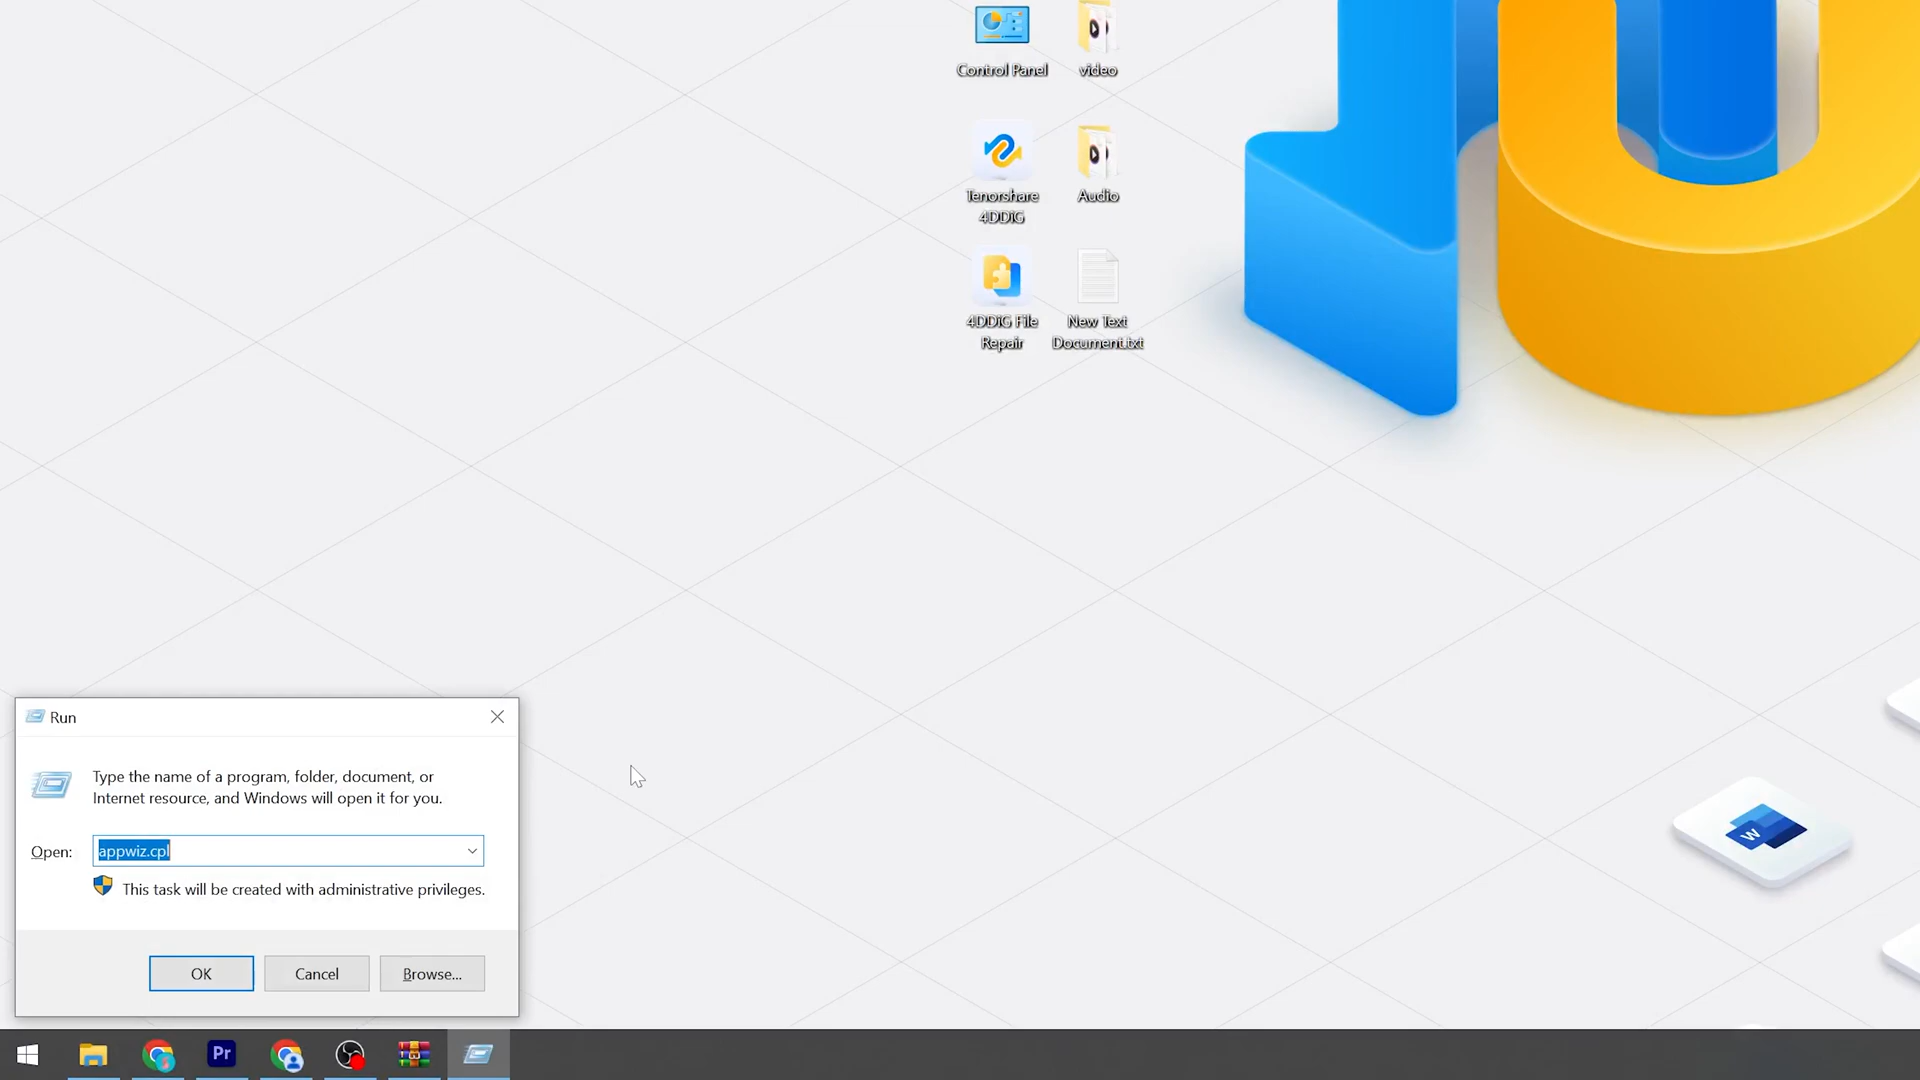 Control Panel
video
Tenorshare
4DDiG
Audio
4DDiG File
Repair
New Text
Document.txt
W
Run
Type the name of a program, folder, document, or
Internet resource, and Windows will open it for you.
Open:
appwiz.cpl
This task will be created with administrative privileges.
OK
Cancel
Browse...
Pr